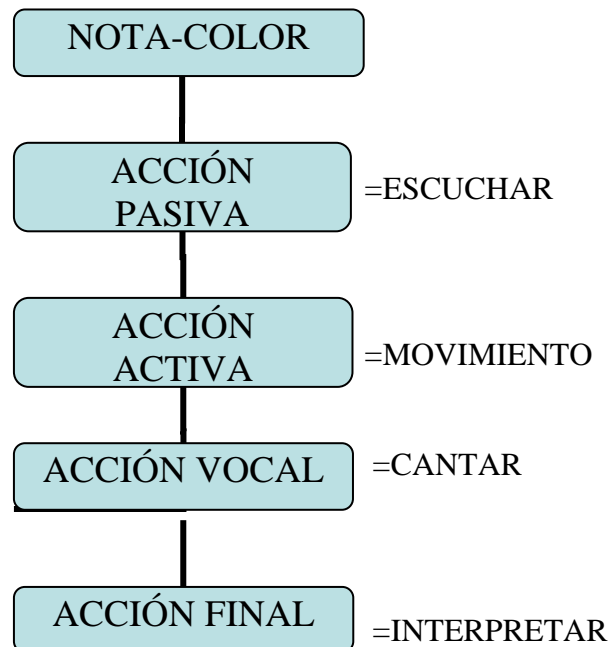 NOTA-COLOR
ACCIÓN
PASIVA
=ESCUCHAR
ACCIÓN
ACTIVA
=MOVIMIENTO
ACCIÓN VOCAL
=CANTAR
ACCIÓN FINAL
=INTERPRETAR